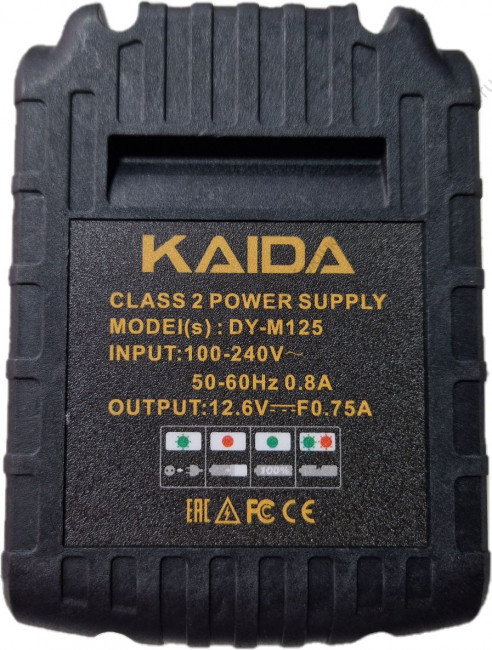 KAIDA
CLASS 2 POWER SUPPLY
MODEI(s) : DY-M125
INPUT:100-240V~
50-60Hz 0.8A
OUTPUT:12.6V⎓F0.75A
100%
EAC FC CE